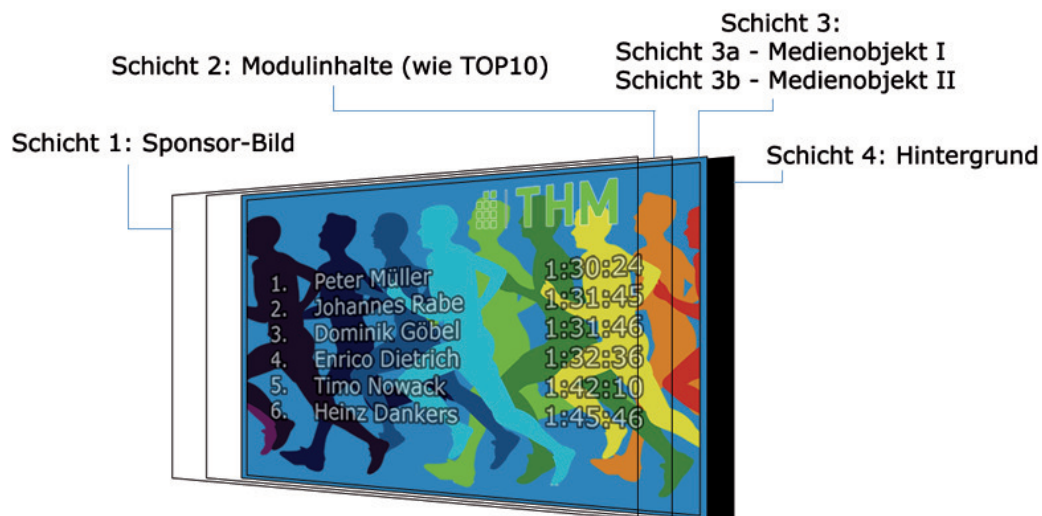 Schicht 3:
Schicht 3a - Medienobjekt I
Schicht 3b - Medienobjekt II
Schicht 2: Modulinhalte (wie TOP10)
Schicht 1: Sponsor-Bild
Schicht 4: Hintergrund
THM
1. Peter Müller 1:30:24
2. Johannes Rabe 1:31:45
3. Dominik Göbel 1:31:46
4. Enrico Dietrich 1:32:36
5. Timo Nowack 1:42:10
6. Heinz Dankers 1:45:46